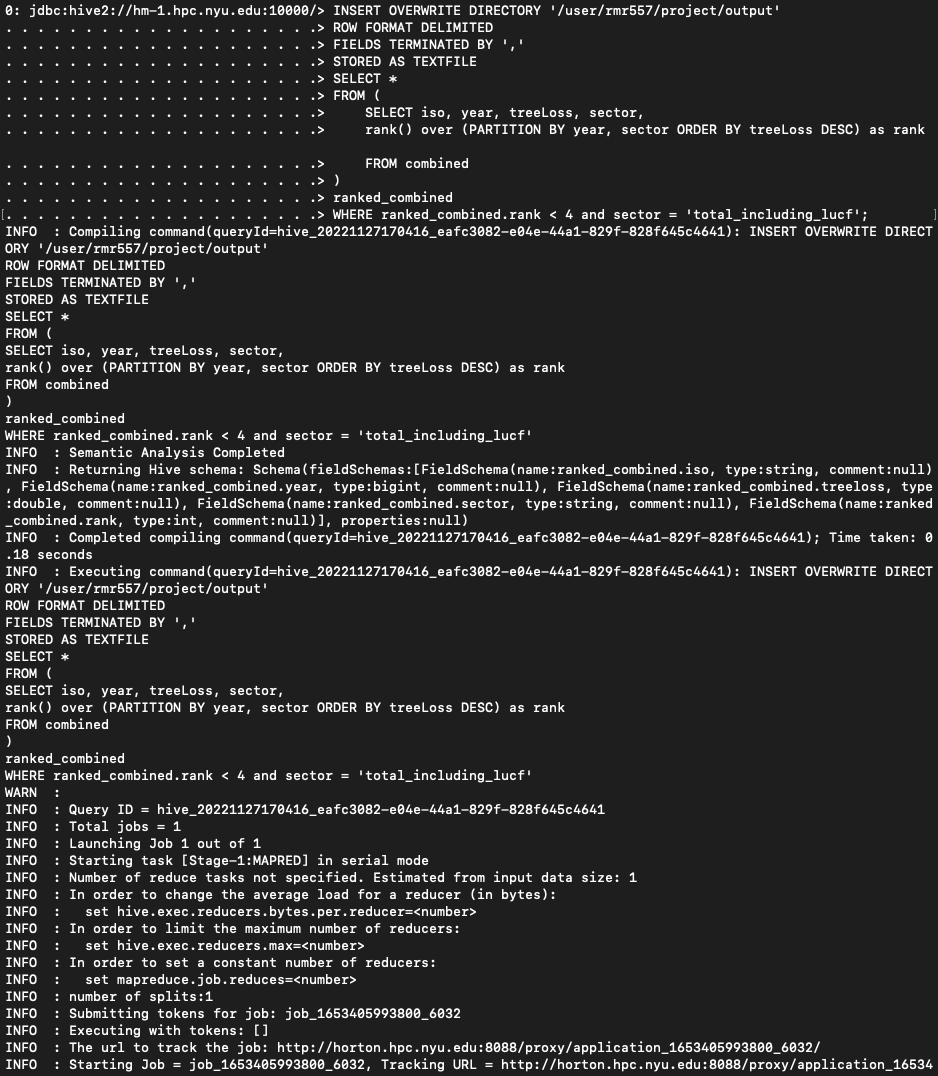 0: jdbc:hive2://hm-1.hpc.nyu.edu:10000/> INSERT OVERWRITE DIRECTORY '/user/rmr557/project/output'
. . . . . . . . . . . . . . . . . . . .> ROW FORMAT DELIMITED
. . . . . . . . . . . . . . . . . . . .> FIELDS TERMINATED BY ','
. . . . . . . . . . . . . . . . . . . .> STORED AS TEXTFILE
. . . . . . . . . . . . . . . . . . . .> SELECT *
. . . . . . . . . . . . . . . . . . . .> FROM (
. . . . . . . . . . . . . . . . . . . .>     SELECT iso, year, treeLoss, sector,
. . . . . . . . . . . . . . . . . . . .>     rank() over (PARTITION BY year, sector ORDER BY treeLoss DESC) as rank
. . . . . . . . . . . . . . . . . . . .>     FROM combined
. . . . . . . . . . . . . . . . . . . .> )
. . . . . . . . . . . . . . . . . . . .> ranked_combined
[. . . . . . . . . . . . . . . . . . . .> WHERE ranked_combined.rank < 4 and sector = 'total_including_lucf';        ]
INFO  : Compiling command(queryId=hive_20221127170416_eafc3082-e04e-44a1-829f-828f645c4641): INSERT OVERWRITE DIRECT
ORY '/user/rmr557/project/output'
ROW FORMAT DELIMITED
FIELDS TERMINATED BY ','
STORED AS TEXTFILE
SELECT *
FROM (
SELECT iso, year, treeLoss, sector,
rank() over (PARTITION BY year, sector ORDER BY treeLoss DESC) as rank
FROM combined
)
ranked_combined
WHERE ranked_combined.rank < 4 and sector = 'total_including_lucf'
INFO  : Semantic Analysis Completed
INFO  : Returning Hive schema: Schema(fieldSchemas:[FieldSchema(name:ranked_combined.iso, type:string, comment:null)
, FieldSchema(name:ranked_combined.year, type:bigint, comment:null), FieldSchema(name:ranked_combined.treeloss, type
:double, comment:null), FieldSchema(name:ranked_combined.sector, type:string, comment:null), FieldSchema(name:ranked
_combined.rank, type:int, comment:null)], properties:null)
INFO  : Completed compiling command(queryId=hive_20221127170416_eafc3082-e04e-44a1-829f-828f645c4641); Time taken: 0
.18 seconds
INFO  : Executing command(queryId=hive_20221127170416_eafc3082-e04e-44a1-829f-828f645c4641): INSERT OVERWRITE DIRECT
ORY '/user/rmr557/project/output'
ROW FORMAT DELIMITED
FIELDS TERMINATED BY ','
STORED AS TEXTFILE
SELECT *
FROM (
SELECT iso, year, treeLoss, sector,
rank() over (PARTITION BY year, sector ORDER BY treeLoss DESC) as rank
FROM combined
)
ranked_combined
WHERE ranked_combined.rank < 4 and sector = 'total_including_lucf'
WARN  :
INFO  : Query ID = hive_20221127170416_eafc3082-e04e-44a1-829f-828f645c4641
INFO  : Total jobs = 1
INFO  : Launching Job 1 out of 1
INFO  : Starting task [Stage-1:MAPRED] in serial mode
INFO  : Number of reduce tasks not specified. Estimated from input data size: 1
INFO  : In order to change the average load for a reducer (in bytes):
INFO  :   set hive.exec.reducers.bytes.per.reducer=<number>
INFO  : In order to limit the maximum number of reducers:
INFO  :   set hive.exec.reducers.max=<number>
INFO  : In order to set a constant number of reducers:
INFO  :   set mapreduce.job.reduces=<number>
INFO  : number of splits:1
INFO  : Submitting tokens for job: job_1653405993800_6032
INFO  : Executing with tokens: []
INFO  : The url to track the job: http://horton.hpc.nyu.edu:8088/proxy/application_1653405993800_6032/
INFO  : Starting Job = job_1653405993800_6032, Tracking URL = http://horton.hpc.nyu.edu:8088/proxy/application_16534